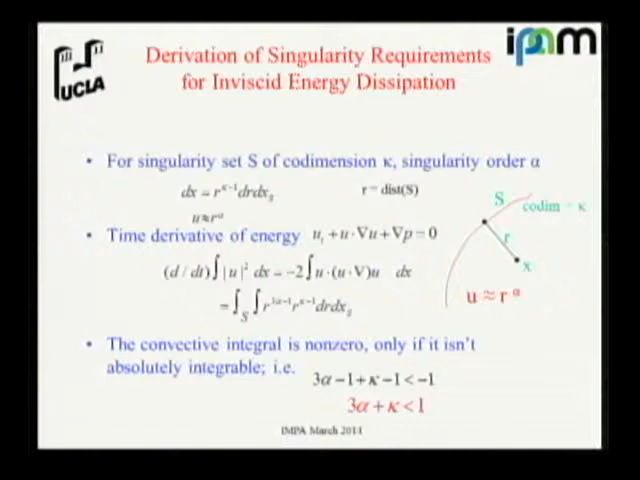 Derivation of Singularity Requirements
for Inviscid Energy Dissipation
ipam
UCLA
• For singularity set S of codimension κ, singularity order α
dx = r^{κ−1}drdx_S
r = dist(S)
u≈r^α
S
codim = κ
r
x
u ≈ r^α
• Time derivative of energy u_t + u·∇u + ∇p = 0
(d / dt)∫|u|² dx = −2∫u·(u·∇)u dx
= ∫_S ∫ r^{3α−1} r^{κ−1} drdx_S
• The convective integral is nonzero, only if it isn't
absolutely integrable; i.e.
3α − 1 + κ − 1 < −1
3α + κ < 1
IMPA March 2014